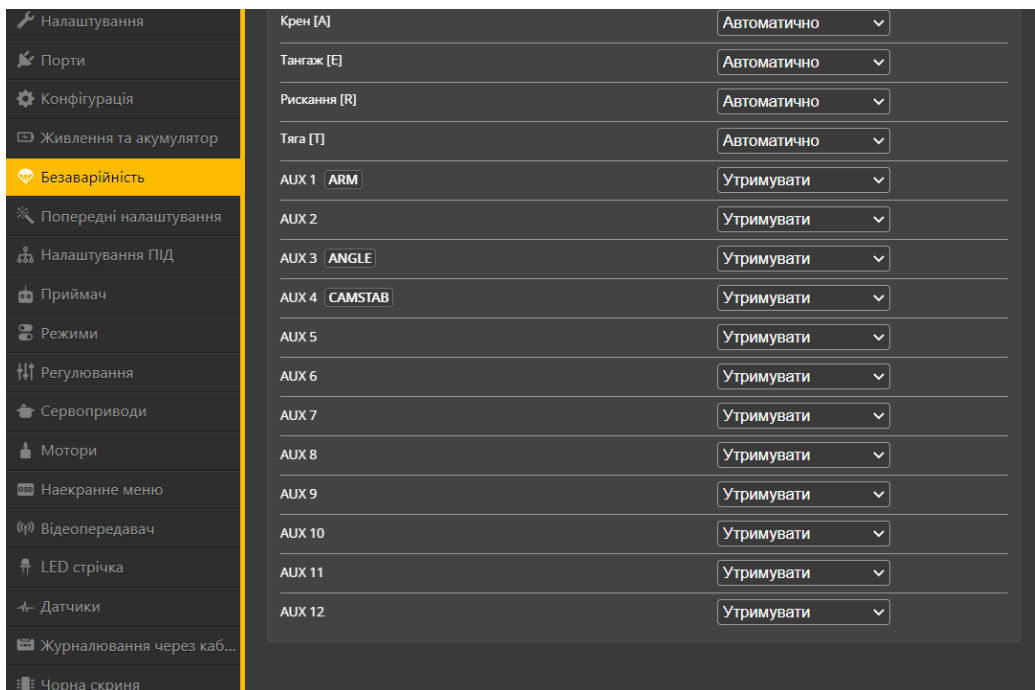 Налаштування
Порти
Конфігурація
Живлення та акумулятор
Безаварійність
Попередні налаштування
Налаштування ПІД
Приймач
Режими
Регулювання
Сервоприводи
Мотори
OSD Наекранне меню
Відеопередавач
LED стрічка
Датчики
Журналювання через каб...
Чорна скриня
Крен [A] Автоматично
Тангаж [E] Автоматично
Рискання [R] Автоматично
Тяга [T] Автоматично
AUX 1 ARM Утримувати
AUX 2 Утримувати
AUX 3 ANGLE Утримувати
AUX 4 CAMSTAB Утримувати
AUX 5 Утримувати
AUX 6 Утримувати
AUX 7 Утримувати
AUX 8 Утримувати
AUX 9 Утримувати
AUX 10 Утримувати
AUX 11 Утримувати
AUX 12 Утримувати